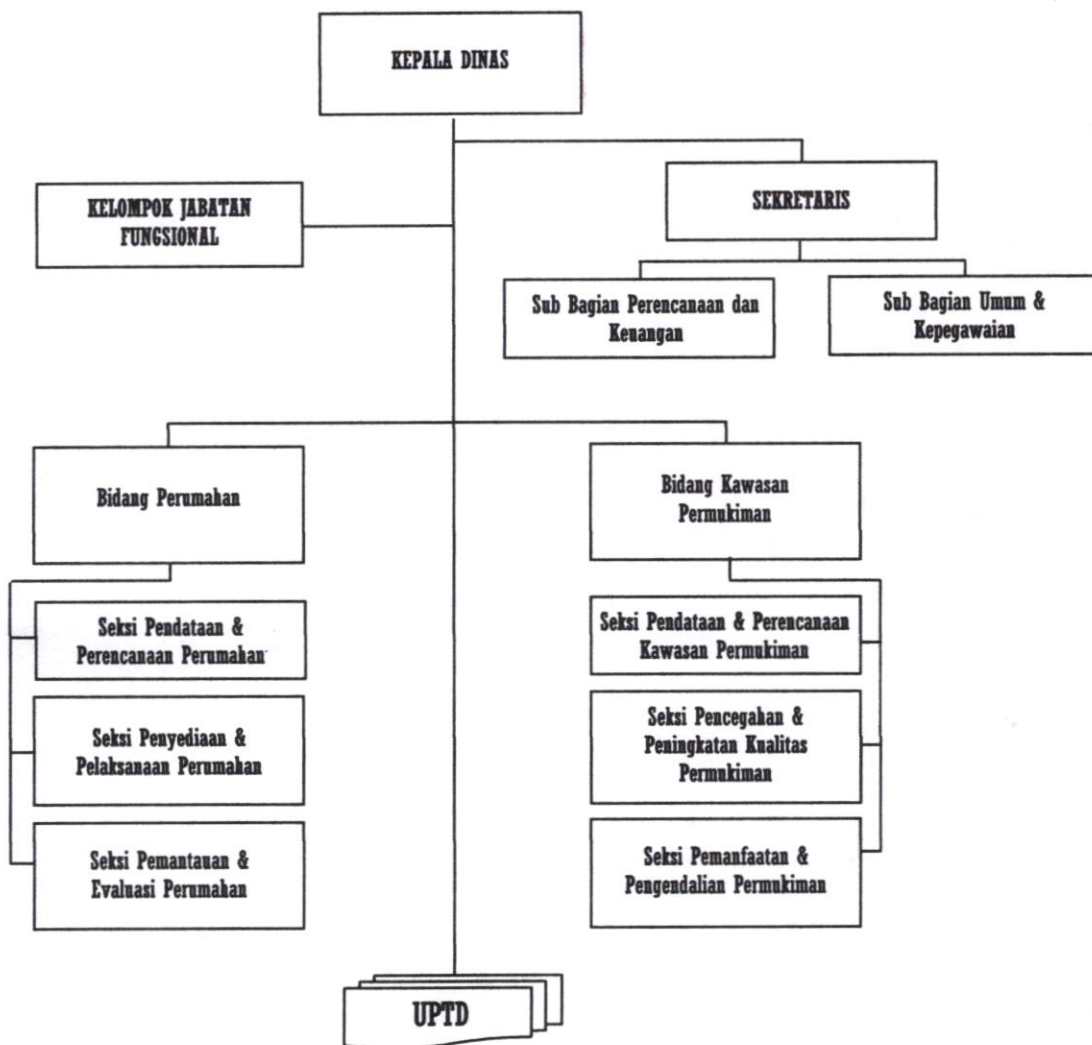 KEPALA DINAS
KELOMPOK JABATAN
FUNGSIONAL
SEKRETARIS
Sub Bagian Perencanaan dan
Keuangan
Sub Bagian Umum &
Kepegawaian
Bidang Perumahan
Bidang Kawasan
Permukiman
Seksi Pendataan &
Perencanaan Perumahan
Seksi Penyediaan &
Pelaksanaan Perumahan
Seksi Pemantauan &
Evaluasi Perumahan
Seksi Pendataan & Perencanaan
Kawasan Permukiman
Seksi Pencegahan &
Peningkatan Kualitas
Permukiman
Seksi Pemanfaatan &
Pengendalian Permukiman
UPTD